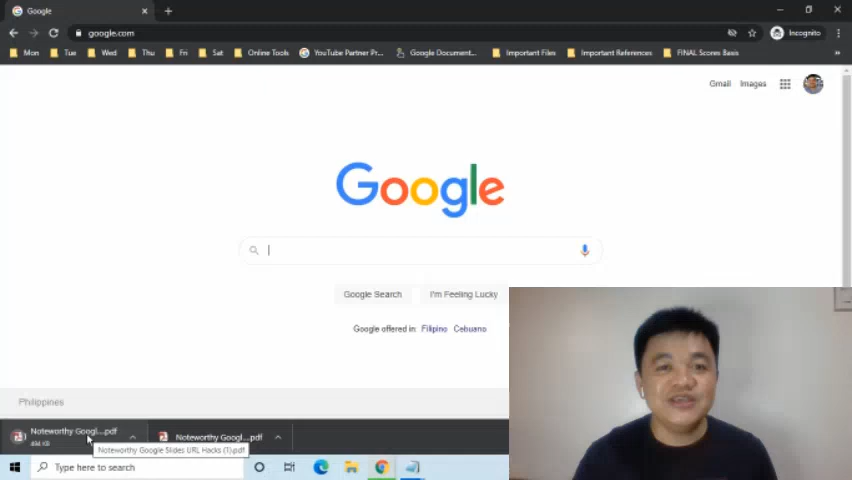 Google
google.com
Incognito
Mon
Tue
Wed
Thu
Fri
Sat
Online Tools
YouTube Partner Pr...
Google Document...
Important Files
Important References
FINAL Scores Basis
Gmail
Images
Google
Google Search
I'm Feeling Lucky
Google offered in: Filipino Cebuano
Philippines
Noteworthy Googl....pdf
Noteworthy Googl....pdf
Noteworthy Google Slides URL Hacks (1).pdf
Type here to search